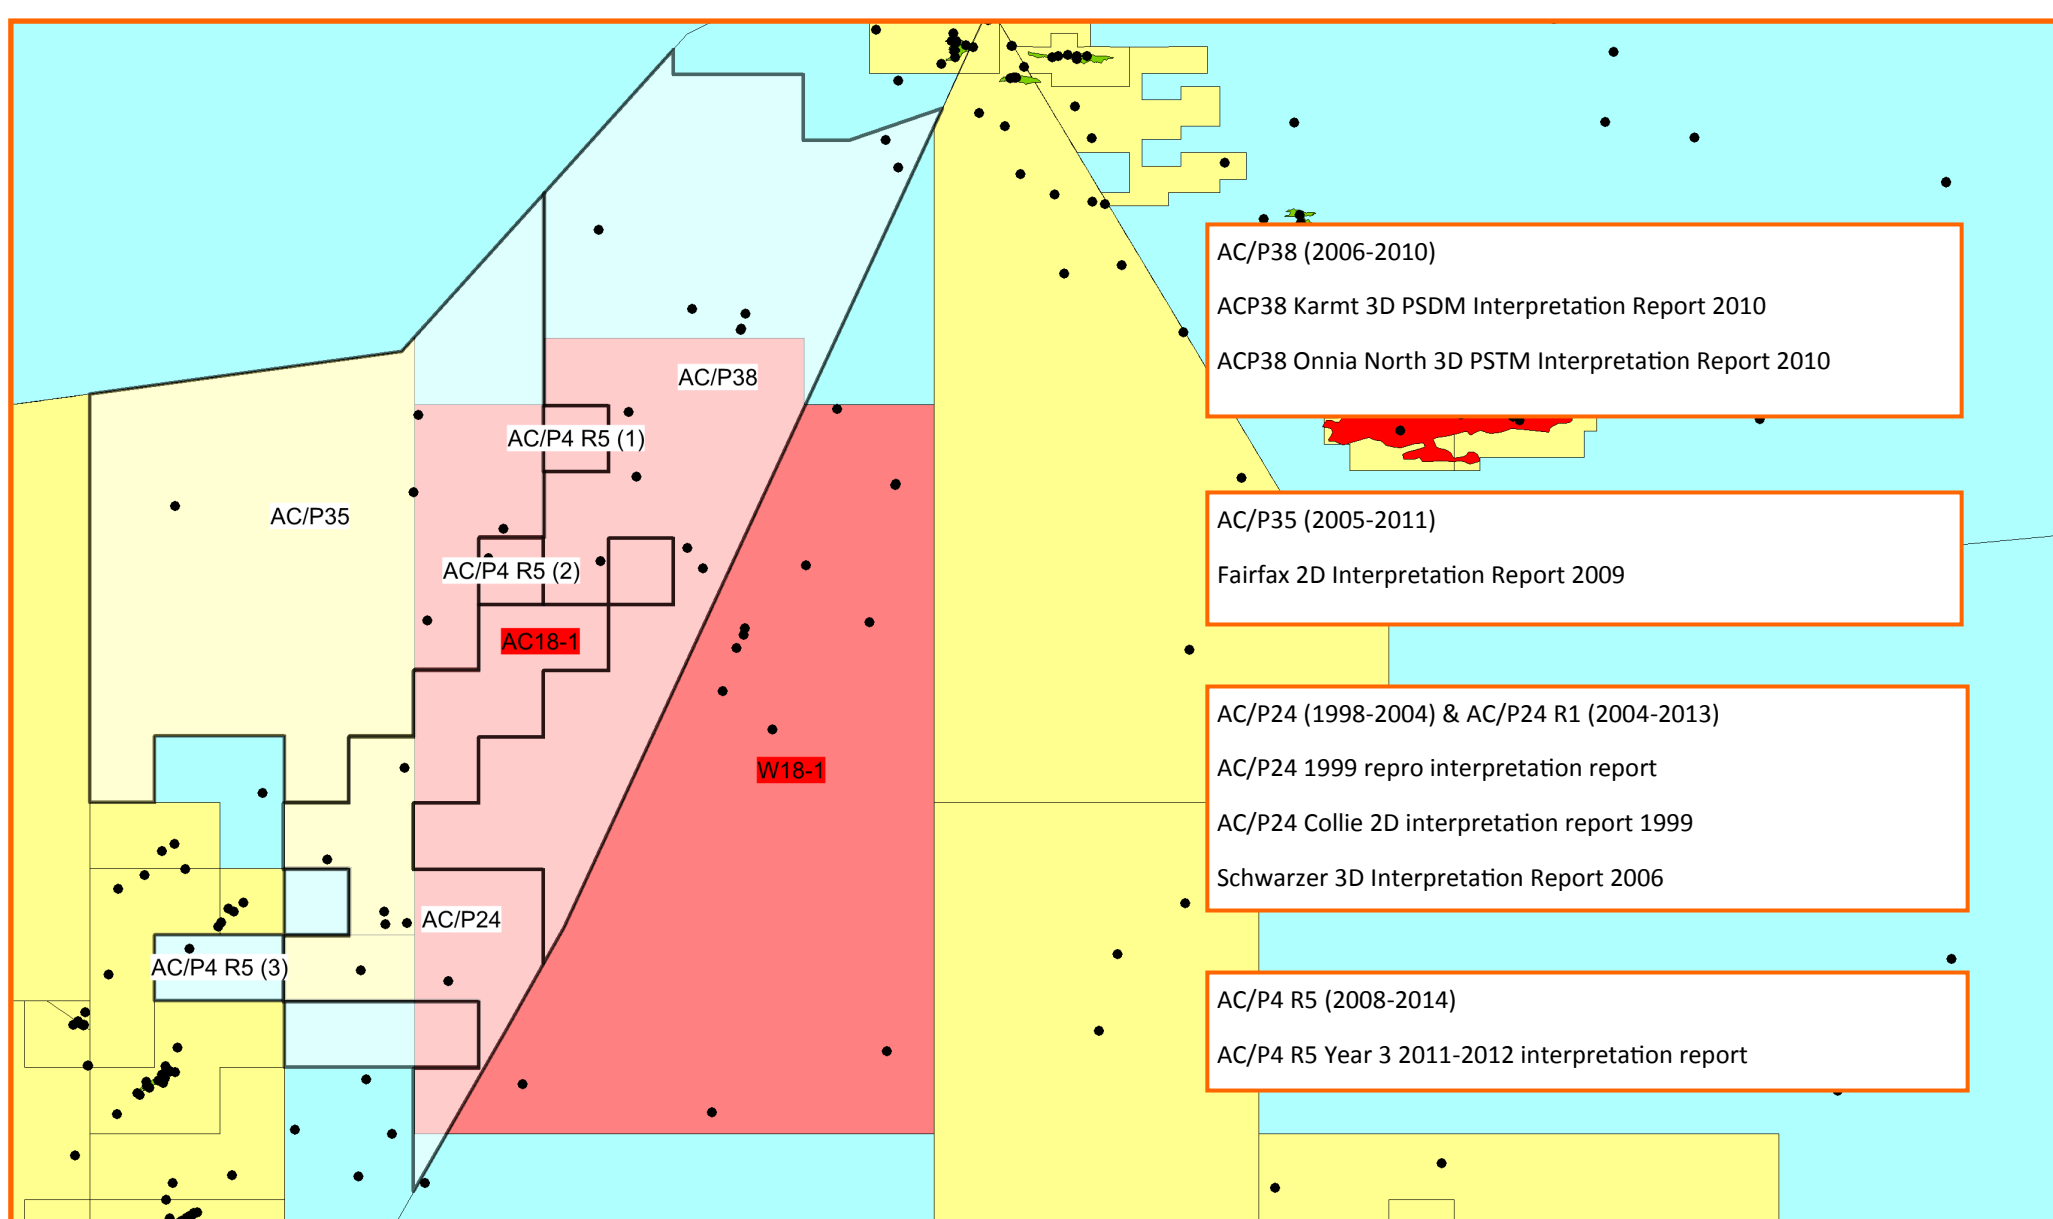 AC/P38 (2006-2010)
ACP38 Karmt 3D PSDM Interpretation Report 2010
ACP38 Onnia North 3D PSTM Interpretation Report 2010
AC/P38
AC/P4 R5 (1)
AC/P35
AC/P4 R5 (2)
AC18-1
AC/P35 (2005-2011)
Fairfax 2D Interpretation Report 2009
W18-1
AC/P24 (1998-2004) & AC/P24 R1 (2004-2013)
AC/P24 1999 repro interpretation report
AC/P24 Collie 2D interpretation report 1999
Schwarzer 3D Interpretation Report 2006
AC/P24
AC/P4 R5 (3)
AC/P4 R5 (2008-2014)
AC/P4 R5 Year 3 2011-2012 interpretation report